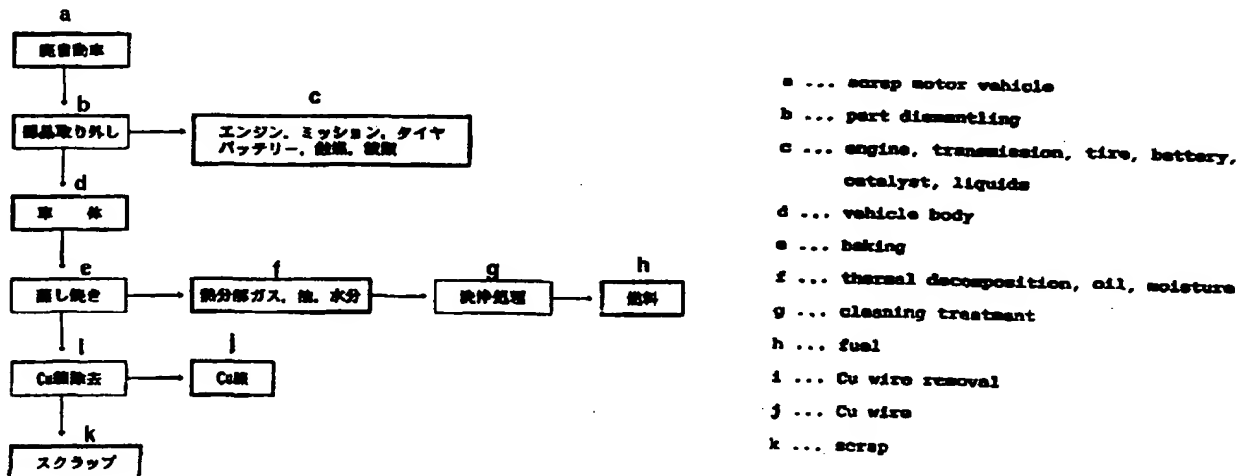 a
廃自動車
b
部品取り外し
c
エンジン、ミッション、タイヤ
バッテリー、触媒、液類
d
車 体
e
蒸し焼き
f
熱分解ガス、油、水分
g
洗浄処理
h
燃料
i
Cu線除去
j
Cu線
k
スクラップ
a ... scrap motor vehicle
b ... part dismantling
c ... engine, transmission, tire, battery,
catalyst, liquids
d ... vehicle body
e ... baking
f ... thermal decomposition, oil, moisture
g ... cleaning treatment
h ... fuel
i ... Cu wire removal
j ... Cu wire
k ... scrap